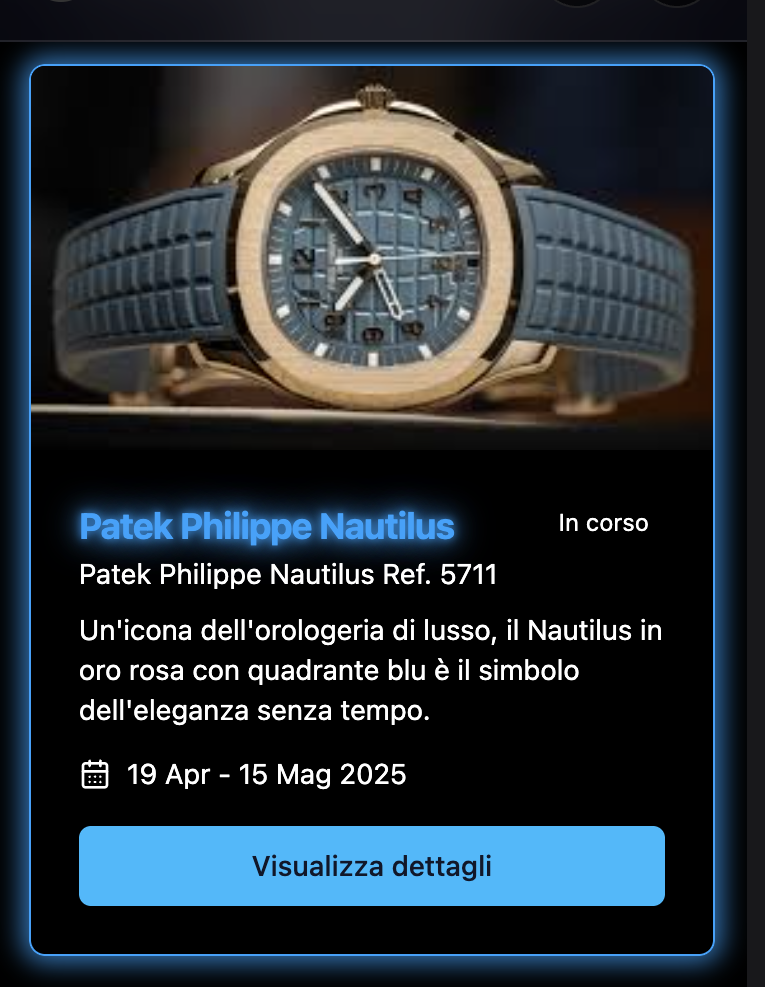 Patek Philippe Nautilus
In corso
Patek Philippe Nautilus Ref. 5711
Un'icona dell'orologeria di lusso, il Nautilus in
oro rosa con quadrante blu è il simbolo
dell'eleganza senza tempo.
19 Apr - 15 Mag 2025
Visualizza dettagli